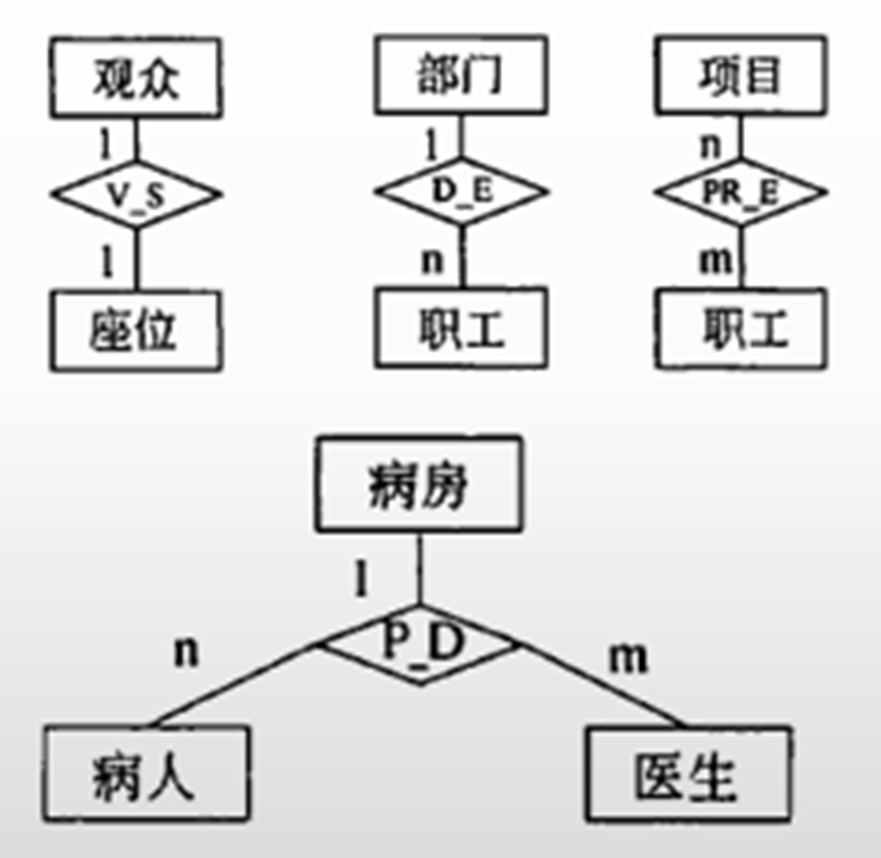 观众 部门 项目
1 1 n
V_S D_E PR_E
1 n m
座位 职工 职工
病房
1
P_D
n m
病人 医生